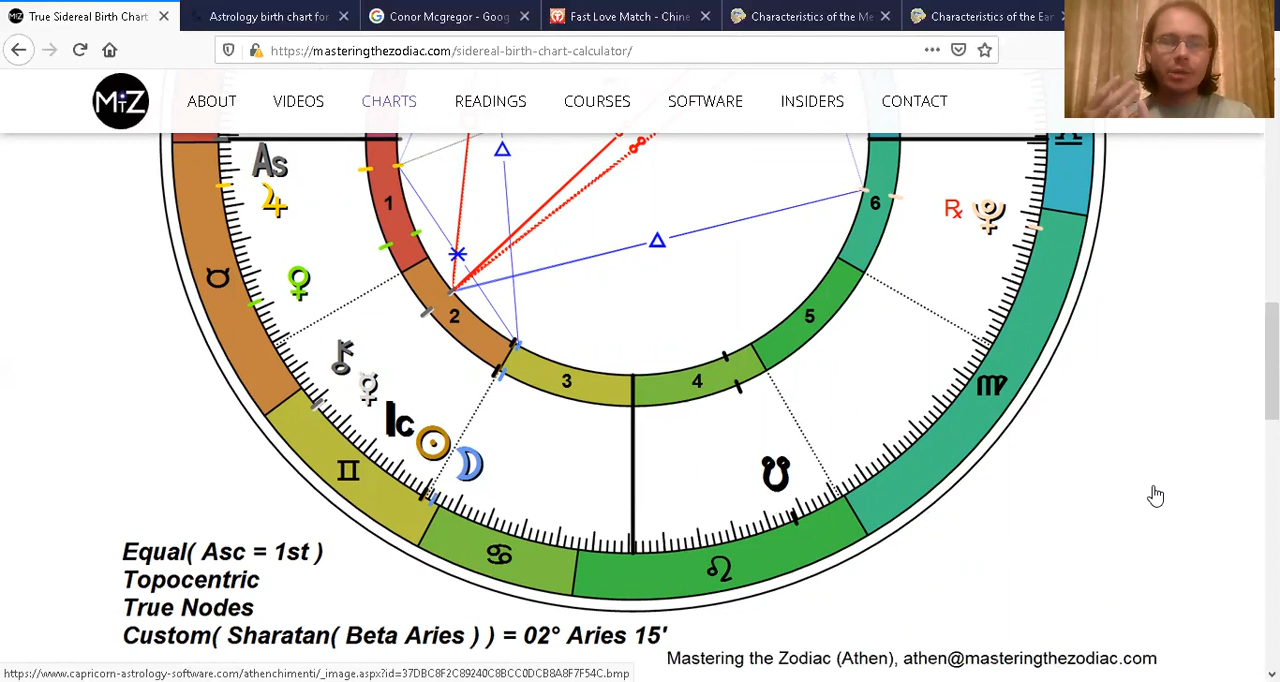 True Sidereal Birth Chart
Astrology birth chart for
Conor Mcgregor - Goog
Fast Love Match - Chine
Characteristics of the Me
Characteristics of the Ear
https://masteringthezodiac.com/sidereal-birth-chart-calculator/
MTZ
ABOUT
VIDEOS
CHARTS
READINGS
COURSES
SOFTWARE
INSIDERS
CONTACT
As
1
6
2
5
3
4
Ic
Equal( Asc = 1st )
Topocentric
True Nodes
Custom( Sharatan( Beta Aries ) ) = 02° Aries 15'
Mastering the Zodiac (Athen), athen@masteringthezodiac.com
https://www.capricorn-astrology-software.com/athenchimenti/_image.aspx?id=37DBC8F2C89240C8BCC0DCB8A8F7F54C.bmp